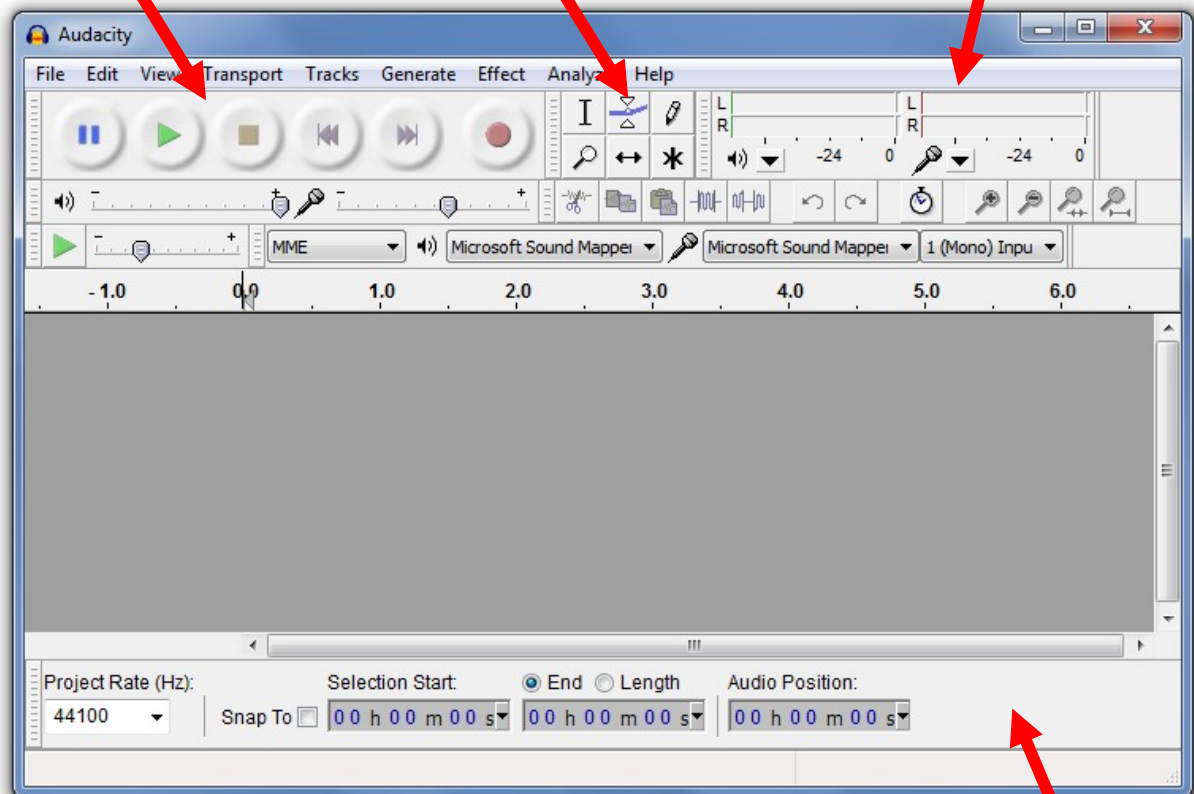 Audacity
File Edit View Transport Tracks Generate Effect Analyze Help
L
R
-24 0
L
R
-24 0
- + - +
- + MME Microsoft Sound Mapper Microsoft Sound Mapper 1 (Mono) Inpu
- 1.0 0.0 1.0 2.0 3.0 4.0 5.0 6.0
Project Rate (Hz): Selection Start: End Length Audio Position:
44100 Snap To 00 h 00 m 00 s 00 h 00 m 00 s 00 h 00 m 00 s